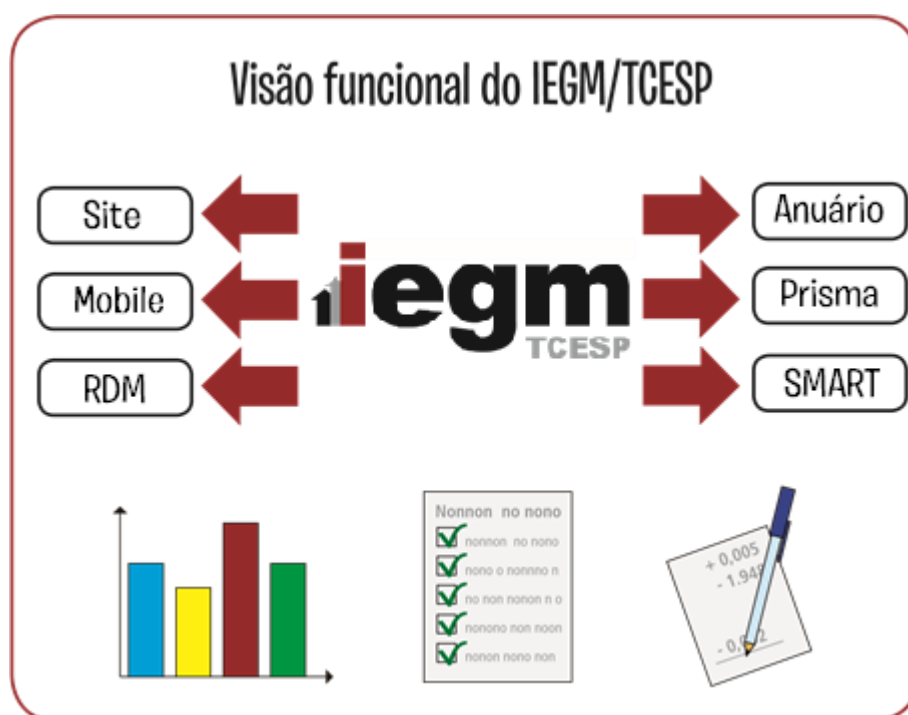 Visão funcional do IEGM/TCESP
Site
Mobile
RDM
iegm
TCESP
Anuário
Prisma
SMART
Nonnon no nono
nonnon no nono
nono o nonnno n
no non nonon n o
nonono non noon
nonon nono non
+ 0,005
- 1.948